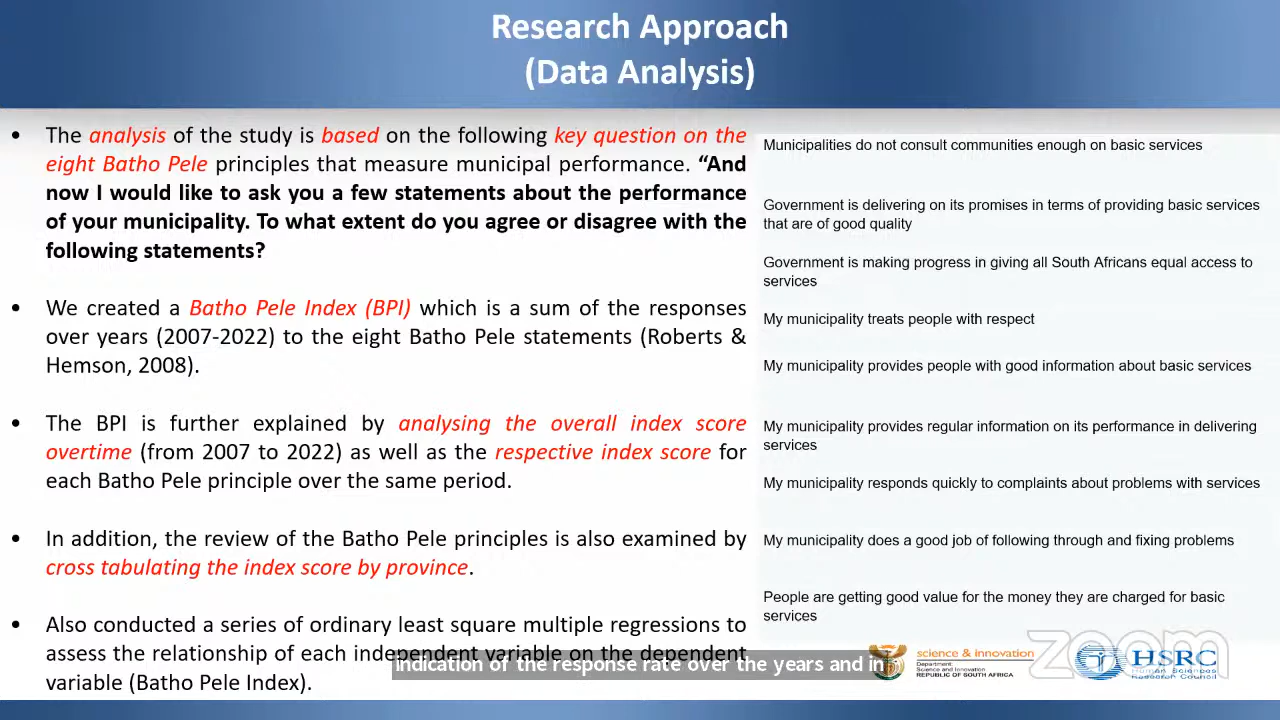 Research Approach
(Data Analysis)
• The analysis of the study is based on the following key question on the
eight Batho Pele principles that measure municipal performance. “And
now I would like to ask you a few statements about the performance
of your municipality. To what extent do you agree or disagree with the
following statements?
• We created a Batho Pele Index (BPI) which is a sum of the responses
over years (2007-2022) to the eight Batho Pele statements (Roberts &
Hemson, 2008).
• The BPI is further explained by analysing the overall index score
overtime (from 2007 to 2022) as well as the respective index score for
each Batho Pele principle over the same period.
• In addition, the review of the Batho Pele principles is also examined by
cross tabulating the index score by province.
• Also conducted a series of ordinary least square multiple regressions to
assess the relationship of each independent variable on the dependent
variable (Batho Pele Index).
Municipalities do not consult communities enough on basic services
Government is delivering on its promises in terms of providing basic services
that are of good quality
Government is making progress in giving all South Africans equal access to
services
My municipality treats people with respect
My municipality provides people with good information about basic services
My municipality provides regular information on its performance in delivering
services
My municipality responds quickly to complaints about problems with services
My municipality does a good job of following through and fixing problems
People are getting good value for the money they are charged for basic
services
indication of the response rate over the years and in
science & innovation
Department:
Science and Innovation
REPUBLIC OF SOUTH AFRICA
zoom
HSRC
Human Sciences
Research Council